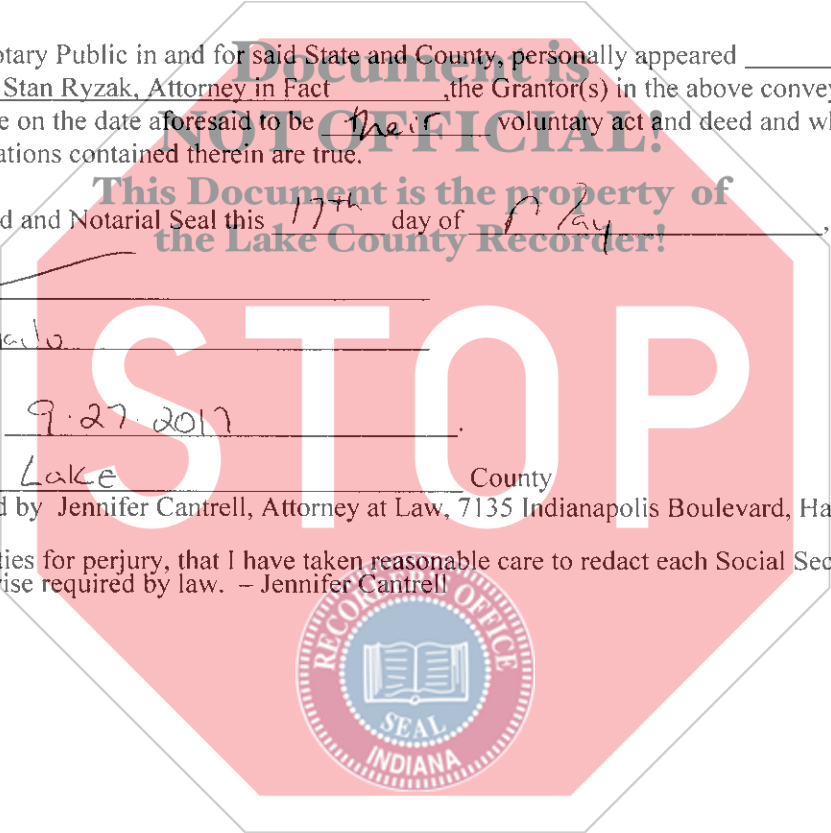 otary Public in and for said State and County, personally appeared
Document is
Stan Ryzak, Attorney in Fact ,the Grantor(s) in the above convey
NOT OFFICIAL!
e on the date aforesaid to be their voluntary act and deed and w
ations contained therein are true.
This Document is the property of
d and Notarial Seal this 17th day of May ,
the Lake County Recorder!
STOP
9.27.2017 .
Lake County
d by Jennifer Cantrell, Attorney at Law, 7135 Indianapolis Boulevard, Ha
ties for perjury, that I have taken reasonable care to redact each Social Sec
vise required by law. – Jennifer Cantrell
RECORDER'S OFFICE
SEAL
INDIANA